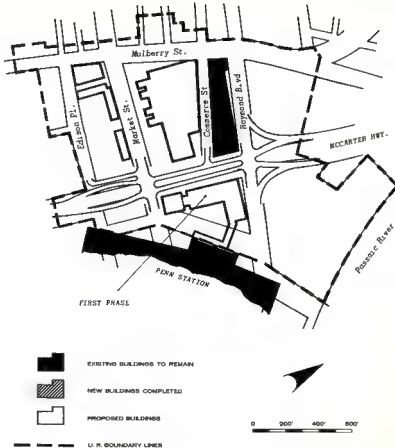 Mulberry St.
Edison Pl.
Market St.
Commerce St
Raymond Blvd
MCCARTER HWY.
Passaic River
PENN STATION
FIRST PHASE
EXISTING BUILDINGS TO REMAIN
NEW BUILDINGS COMPLETED
PROPOSED BUILDINGS
U. R. BOUNDARY LINES
0 200' 400' 600'